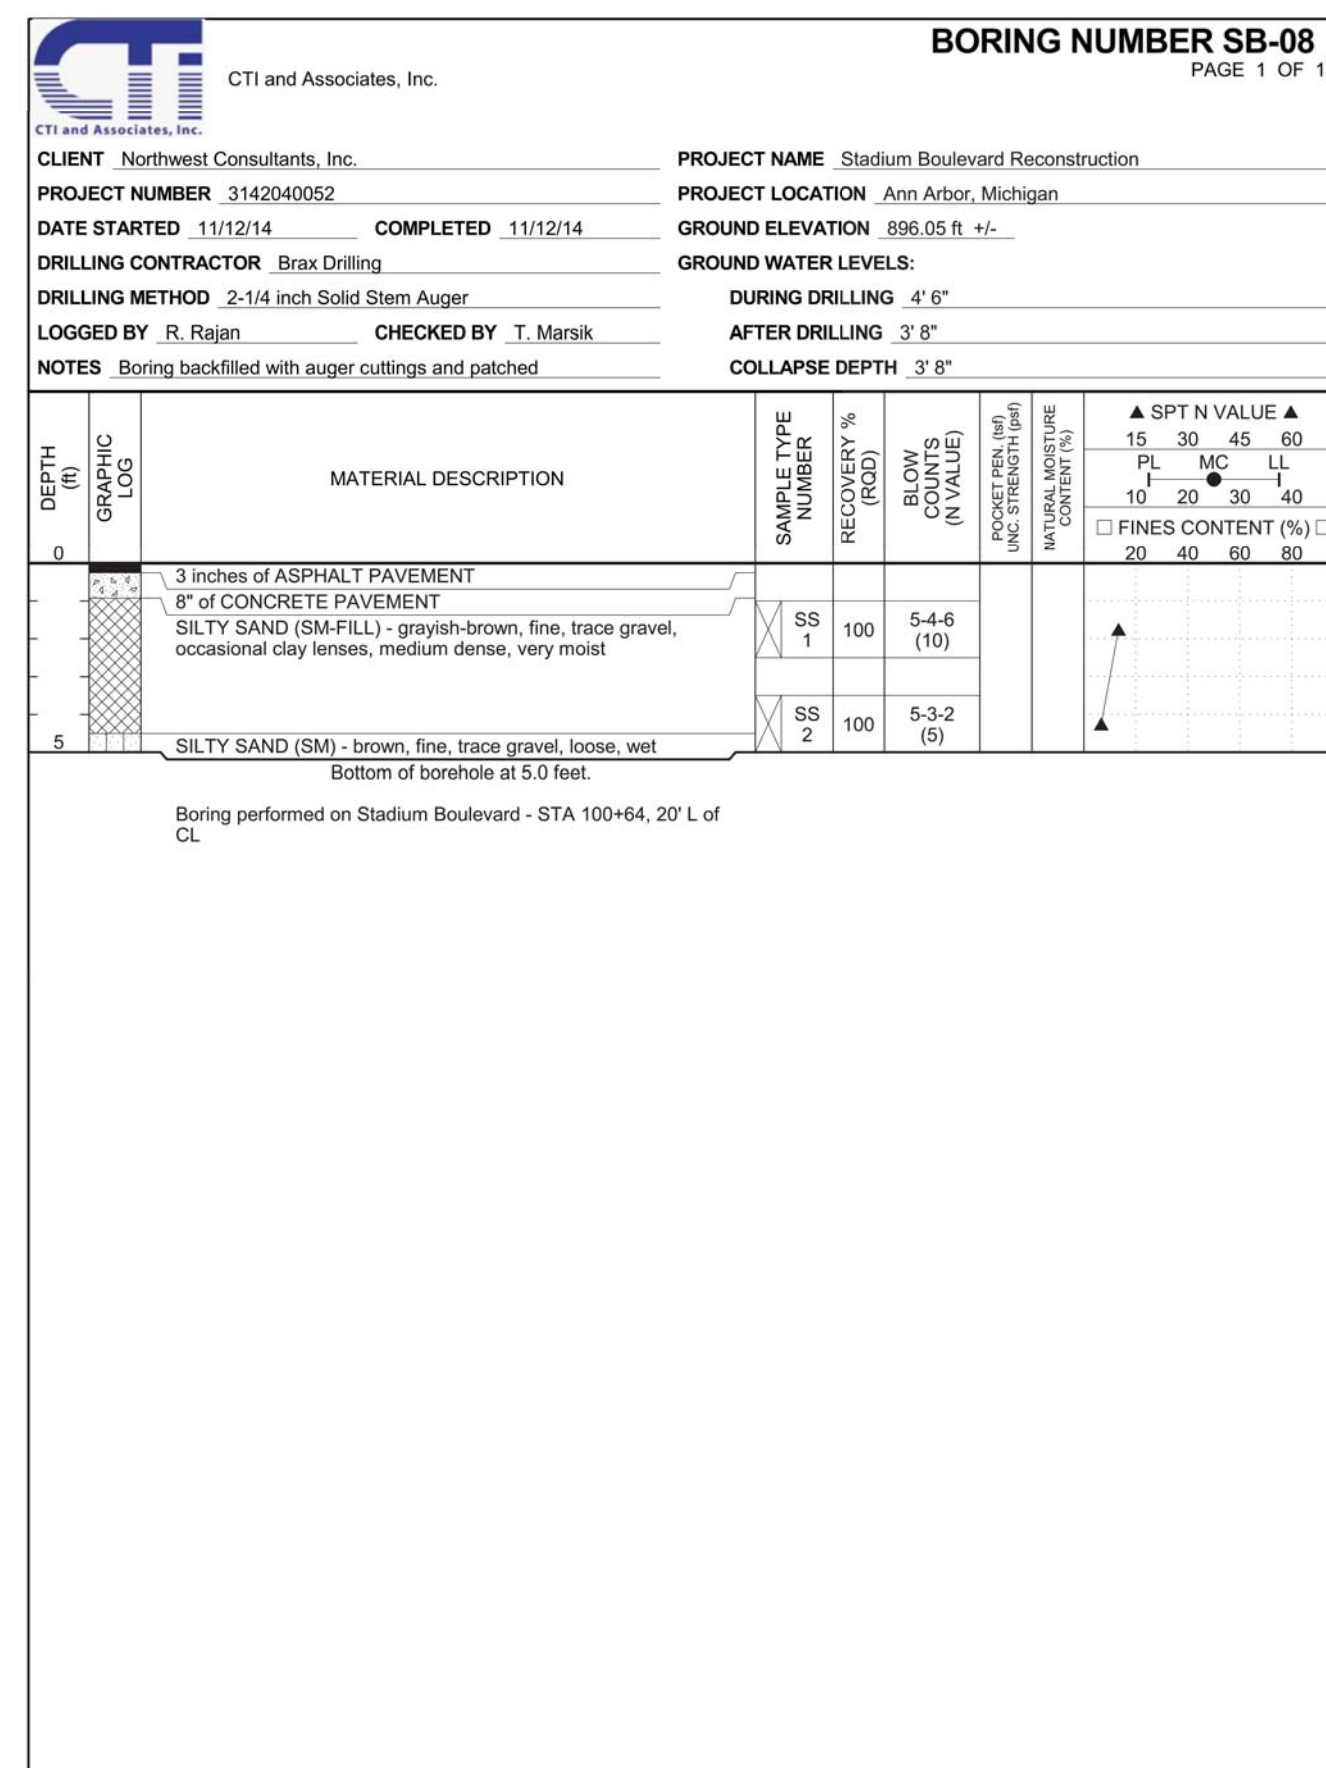 BORING NUMBER SB-08
PAGE 1 OF 1
CTi
CTI and Associates, Inc.
CTI and Associates, Inc.
CLIENT Northwest Consultants, Inc. PROJECT NAME Stadium Boulevard Reconstruction
PROJECT NUMBER 3142040052 PROJECT LOCATION Ann Arbor, Michigan
DATE STARTED 11/12/14 COMPLETED 11/12/14 GROUND ELEVATION 896.05 ft +/-
DRILLING CONTRACTOR Brax Drilling GROUND WATER LEVELS:
DRILLING METHOD 2-1/4 inch Solid Stem Auger DURING DRILLING 4' 6"
LOGGED BY R. Rajan CHECKED BY T. Marsik AFTER DRILLING 3' 8"
NOTES Boring backfilled with auger cuttings and patched COLLAPSE DEPTH 3' 8"
DEPTH
(ft)
GRAPHIC
LOG
MATERIAL DESCRIPTION
SAMPLE TYPE
NUMBER
RECOVERY %
(RQD)
BLOW
COUNTS
(N VALUE)
POCKET PEN. (tsf)
UNC. STRENGTH (psf)
NATURAL MOISTURE
CONTENT (%)
▲ SPT N VALUE ▲
15 30 45 60
PL MC LL
10 20 30 40
□ FINES CONTENT (%) □
20 40 60 80
0
3 inches of ASPHALT PAVEMENT
8" of CONCRETE PAVEMENT
SILTY SAND (SM-FILL) - grayish-brown, fine, trace gravel,
occasional clay lenses, medium dense, very moist
SS
1
100
5-4-6
(10)
SS
2
100
5-3-2
(5)
5
SILTY SAND (SM) - brown, fine, trace gravel, loose, wet
Bottom of borehole at 5.0 feet.
Boring performed on Stadium Boulevard - STA 100+64, 20' L of
CL